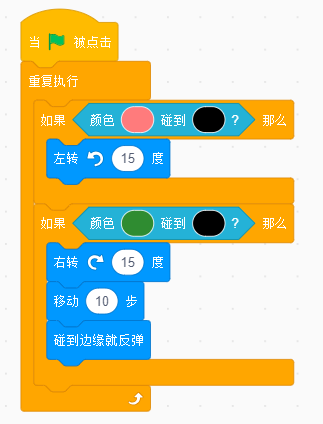 当 被点击
重复执行
如果 颜色 碰到 ? 那么
左转 15 度
如果 颜色 碰到 ? 那么
右转 15 度
移动 10 步
碰到边缘就反弹